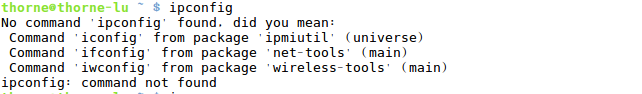 thorne@thorne-lu ~ $ ipconfig
No command 'ipconfig' found. did you mean:
 Command 'iconfig' from package 'ipmiutil' (universe)
 Command 'ifconfig' from package 'net-tools' (main)
 Command 'iwconfig' from package 'wireless-tools' (main)
ipconfig: command not found